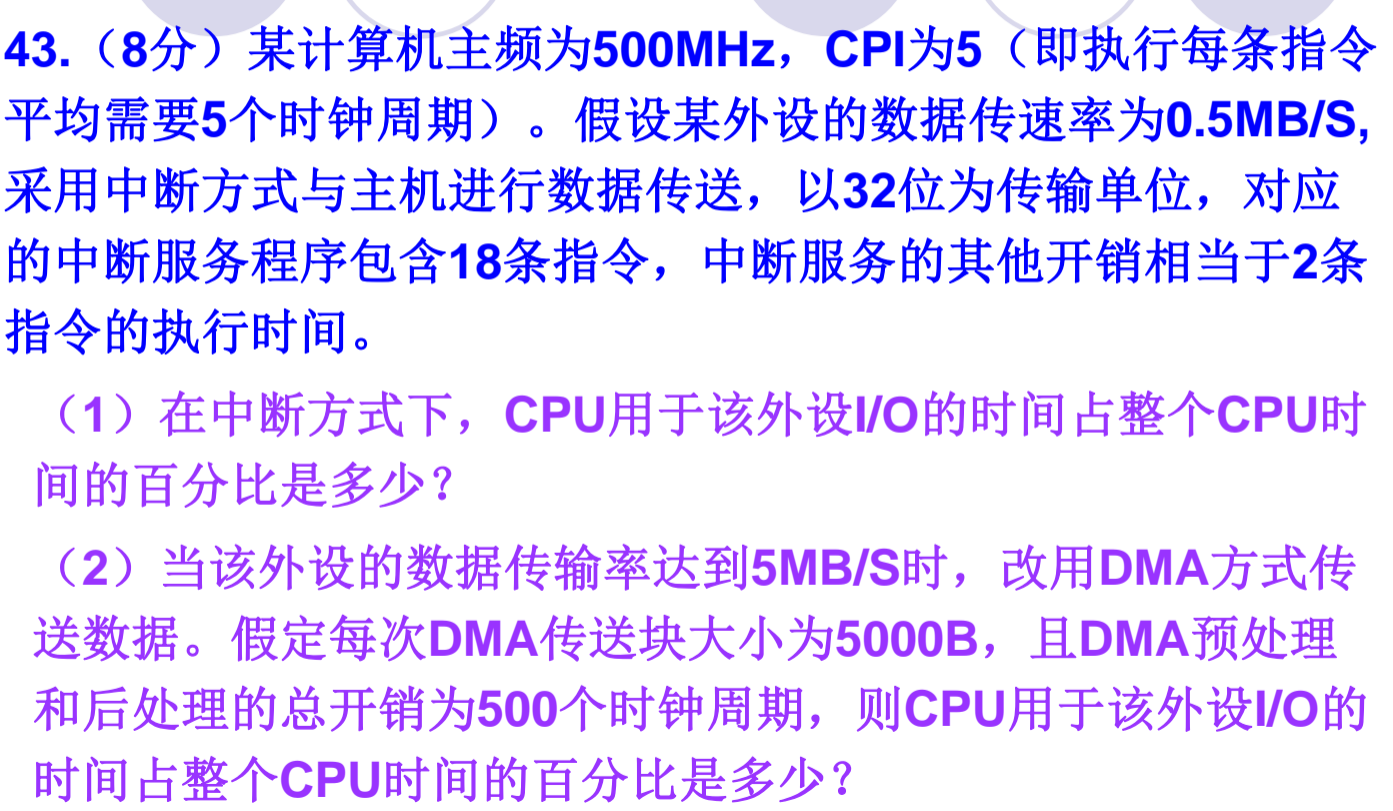 43.（8分）某计算机主频为500MHz，CPI为5（即执行每条指令
平均需要5个时钟周期）。假设某外设的数据传速率为0.5MB/S,
采用中断方式与主机进行数据传送，以32位为传输单位，对应
的中断服务程序包含18条指令，中断服务的其他开销相当于2条
指令的执行时间。
（1）在中断方式下，CPU用于该外设I/O的时间占整个CPU时
间的百分比是多少？
（2）当该外设的数据传输率达到5MB/S时，改用DMA方式传
送数据。假定每次DMA传送块大小为5000B，且DMA预处理
和后处理的总开销为500个时钟周期，则CPU用于该外设I/O的
时间占整个CPU时间的百分比是多少？